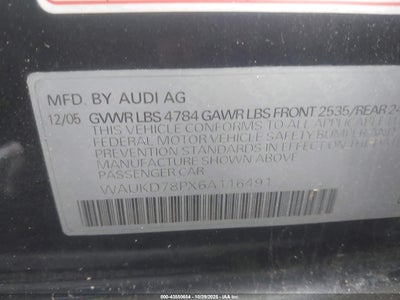 MFD. BY AUDI AG
12/05 GVWR LBS 4784 GAWR LBS FRONT 2535/REAR 24
THIS VEHICLE CONFORMS TO ALL APPLICABLE
FEDERAL MOTOR VEHICLE SAFETY BUMPER AND
THEFT PREVENTION STANDARDS IN EFFECT ON
MANUFACTURE SHOWN ABOVE
PASSENGER CAR
WAUKD78PX6A116491
000-43550654 - 10/29/2025 - IAA Inc.